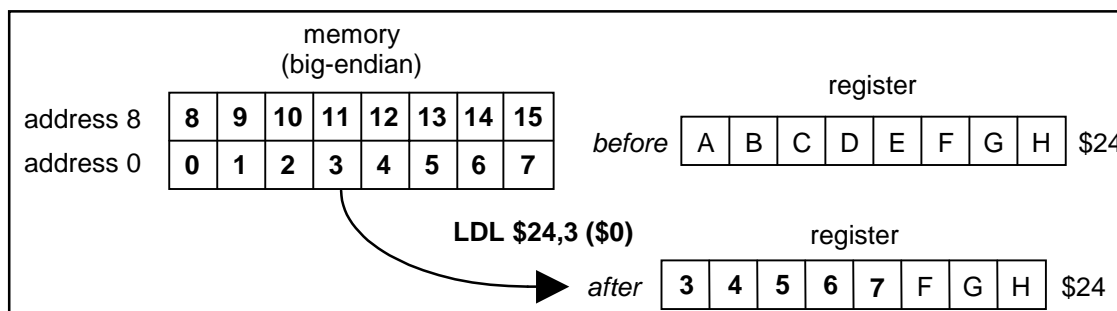 memory
(big-endian)
register
address 8 8 9 10 11 12 13 14 15
before A B C D E F G H $24
address 0 0 1 2 3 4 5 6 7
LDL $24,3 ($0)
register
after 3 4 5 6 7 F G H $24